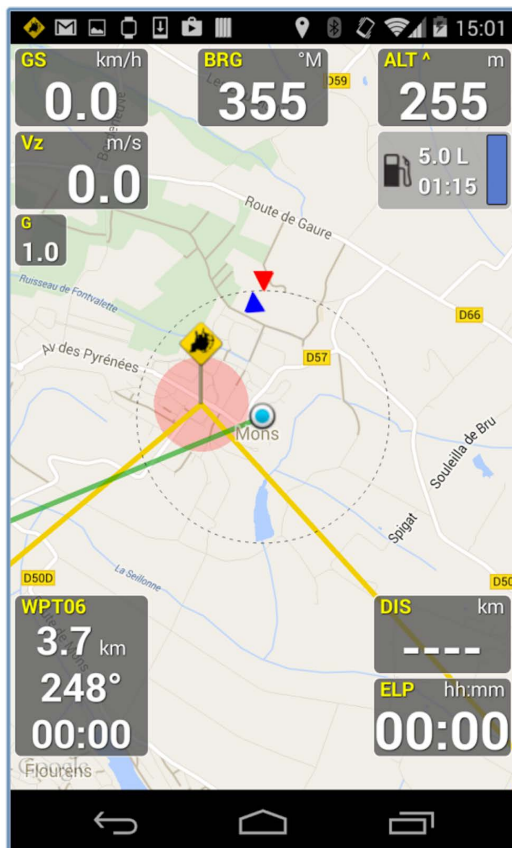 15:01
GS km/h
0.0
BRG °M
355
ALT ^ m
255
D59
Vz m/s
0.0
5.0 L
01:15
G
1.0
Route de Gaure
Ruisseau de Fontvalette
D66
Av des Pyrénées
D57
Mons
Souleilla de Bru
Spigat
D50D
La Seillonne
D50
WPT06
3.7 km
248°
00:00
DIS km
----
ELP hh:mm
00:00
Google
Flourens